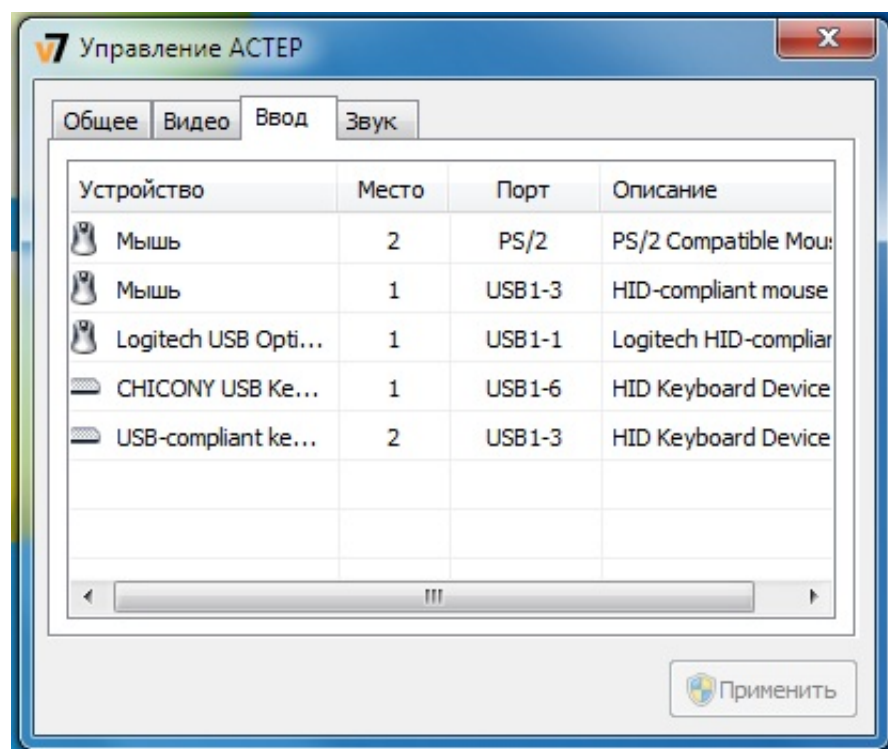 v7 Управление АСТЕР
Общее Видео Ввод Звук
Устройство Место Порт Описание
Мышь 2 PS/2 PS/2 Compatible Mou
Мышь 1 USB1-3 HID-compliant mouse
Logitech USB Opti... 1 USB1-1 Logitech HID-complian
CHICONY USB Ke... 1 USB1-6 HID Keyboard Device
USB-compliant ke... 2 USB1-3 HID Keyboard Device
Применить